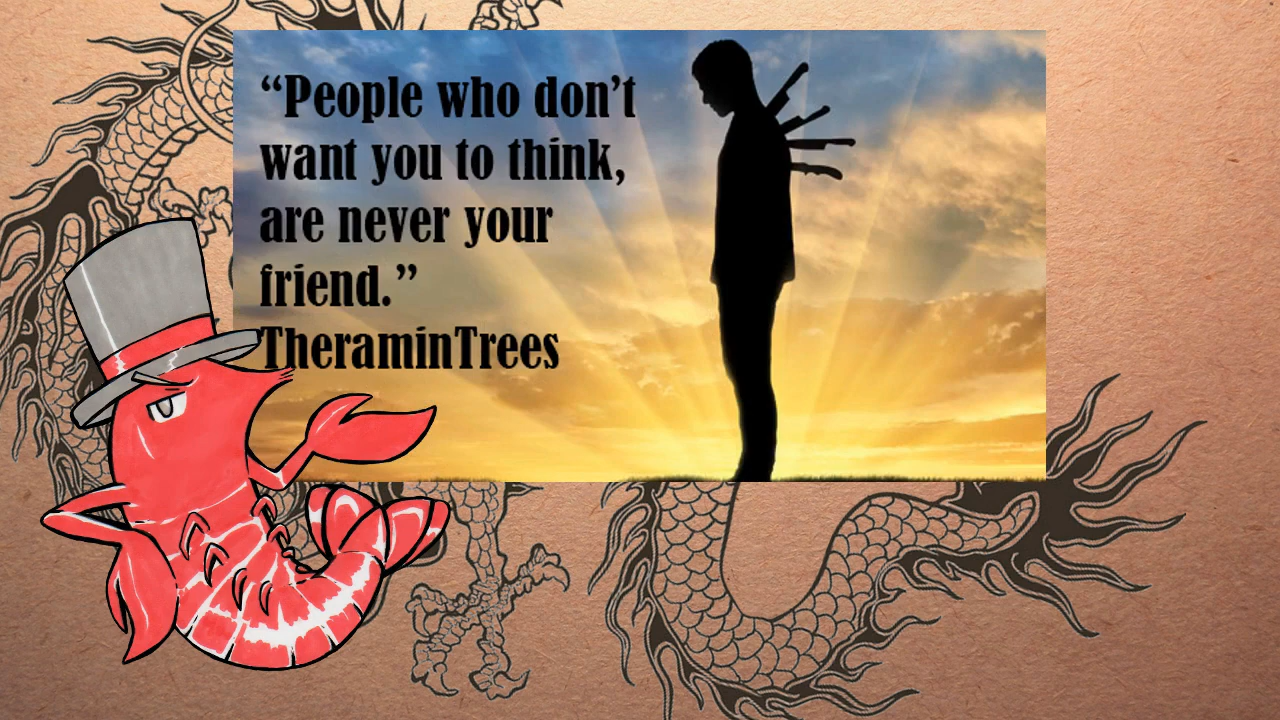 “People who don’t
want you to think,
are never your
friend.”
TheraminTrees